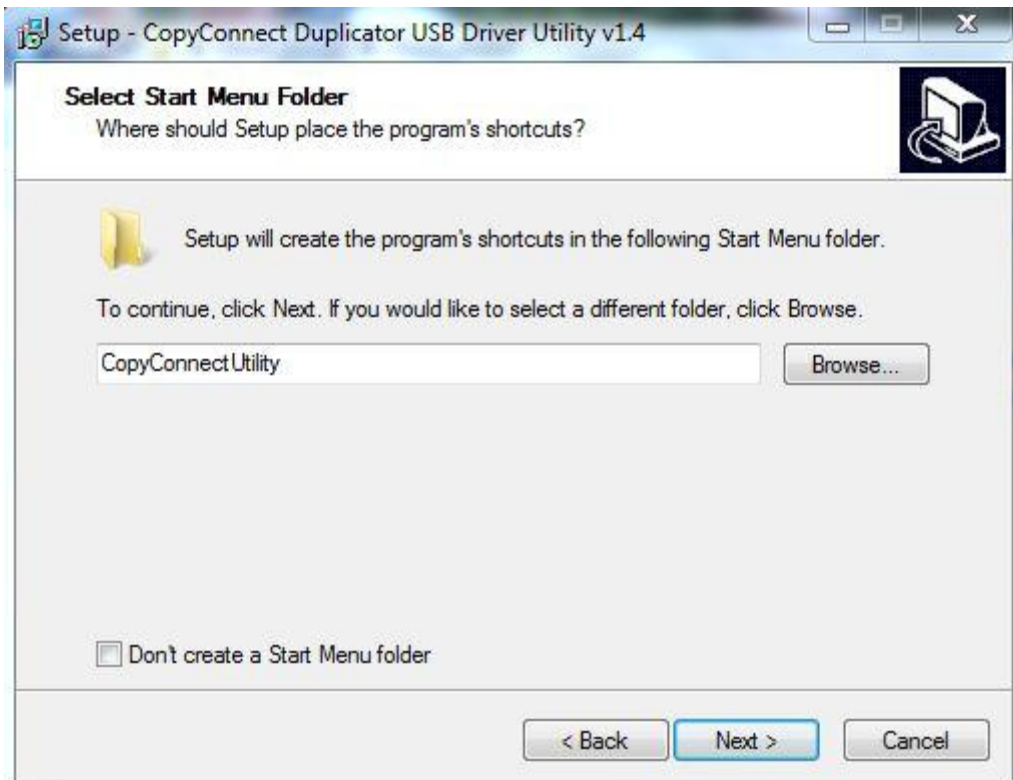 Setup - CopyConnect Duplicator USB Driver Utility v1.4
Select Start Menu Folder
Where should Setup place the program's shortcuts?
Setup will create the program's shortcuts in the following Start Menu folder.
To continue, click Next. If you would like to select a different folder, click Browse.
CopyConnectUtility
Browse...
Don't create a Start Menu folder
< Back Next > Cancel